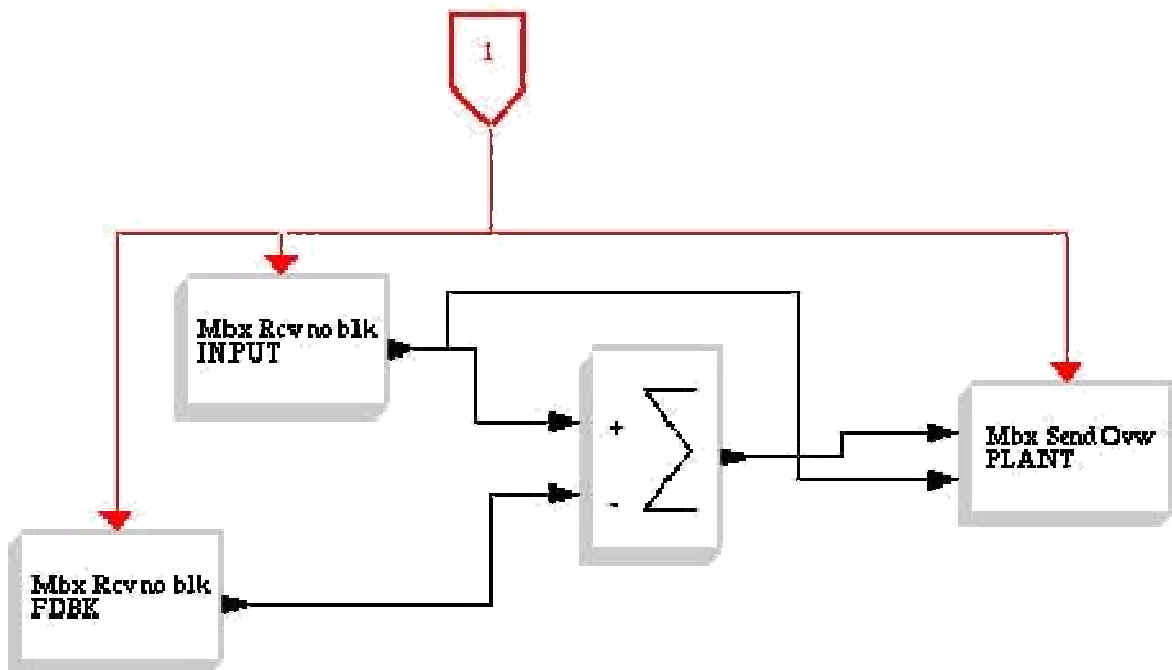 1
Mbx Rcv no blk
INPUT
+
-
Mbx Send Ovw
PLANT
Mbx Rcv no blk
FDBK